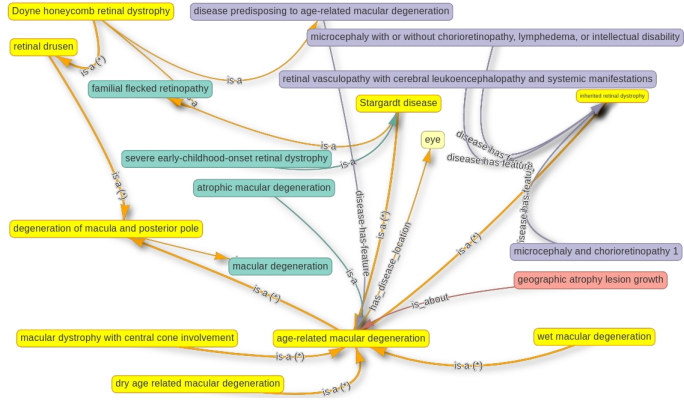 Doyne honeycomb retinal dystrophy
disease predisposing to age-related macular degeneration
microcephaly with or without chorioretinopathy, lymphedema, or intellectual disability
retinal drusen
is a (*)
is a
retinal vasculopathy with cerebral leukoencephalopathy and systemic manifestations
familial flecked retinopathy
inherited retinal dystrophy
Stargardt disease
is a
eye
disease has feature
disease has feature
severe early-childhood-onset retinal dystrophy
is a
atrophic macular degeneration
is a (*)
disease has feature
is a (*)
has_disease_location
disease has feature
degeneration of macula and posterior pole
is a (*)
microcephaly and chorioretinopathy 1
macular degeneration
is a
geographic atrophy lesion growth
is a (*)
is_about
macular dystrophy with central cone involvement
age-related macular degeneration
wet macular degeneration
is a (*)
is a (*)
dry age related macular degeneration
is a (*)